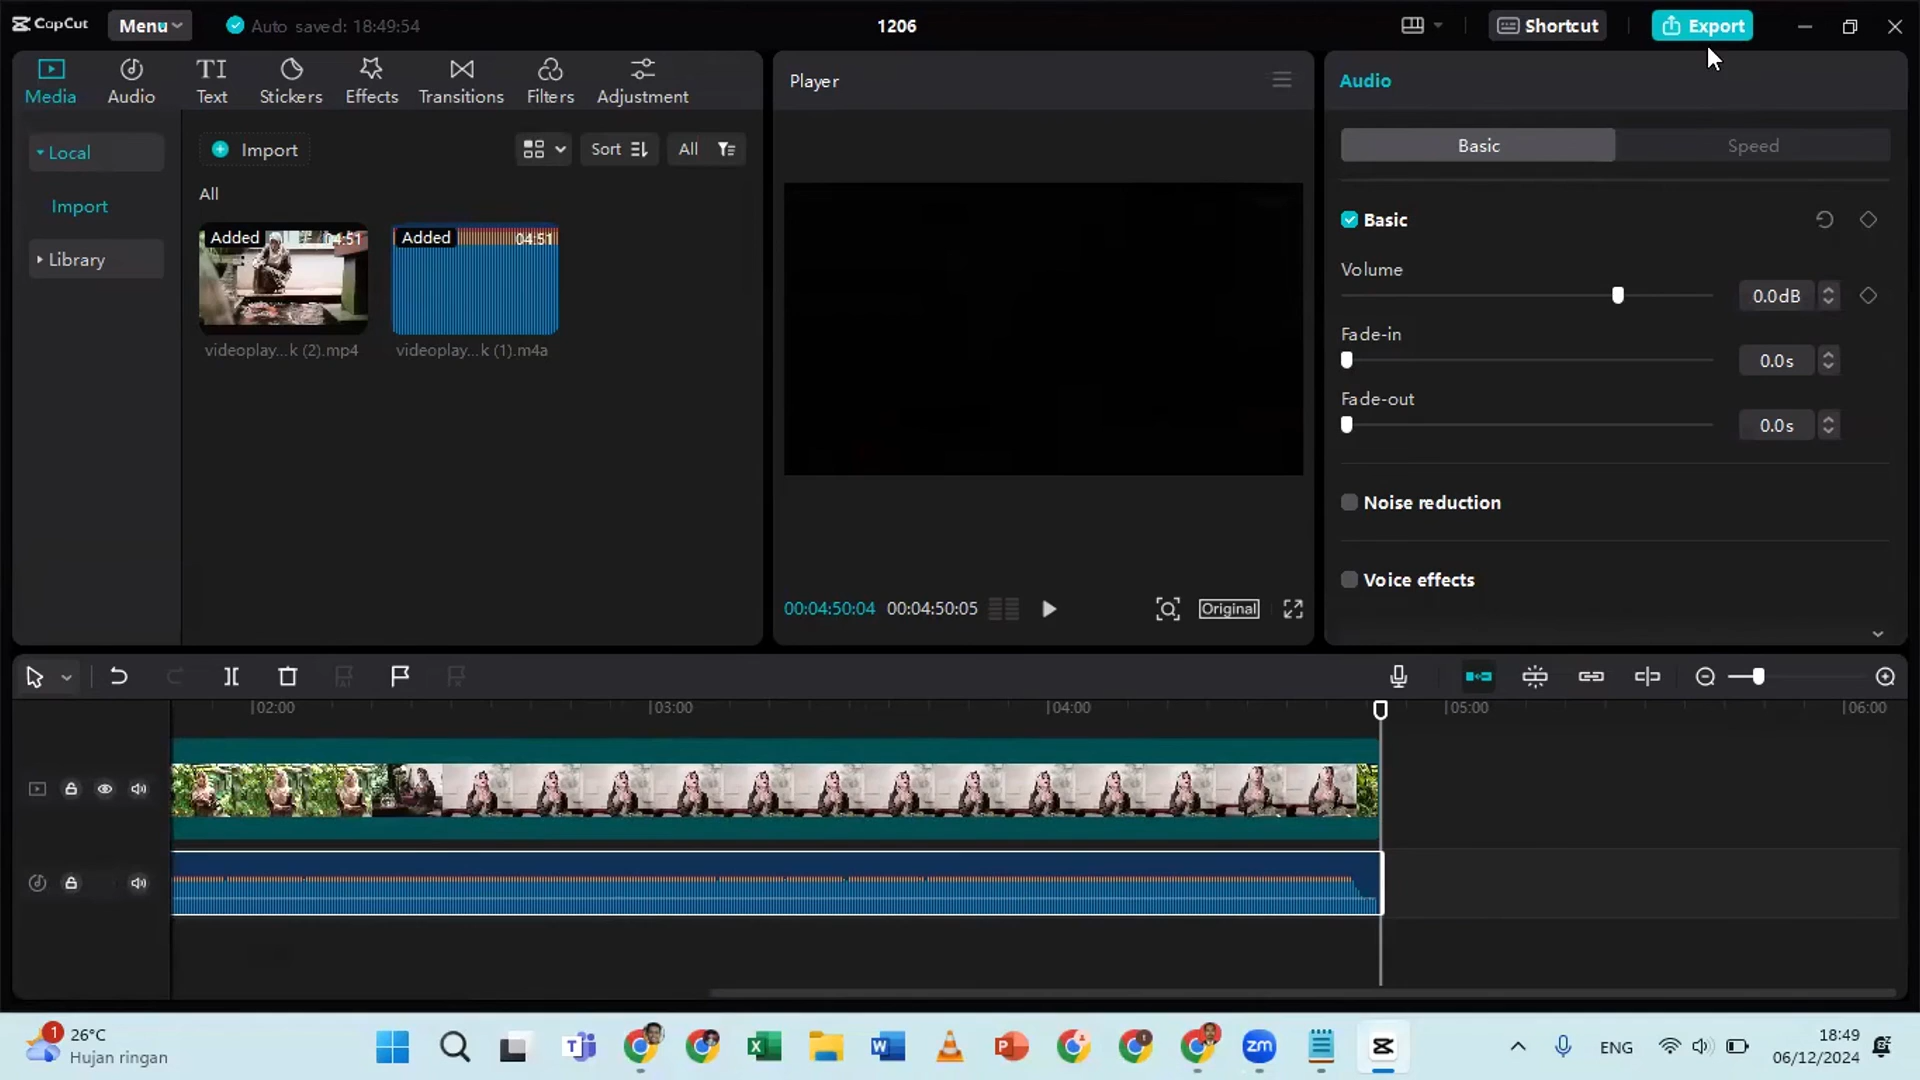 CapCut
Menu
Auto saved: 18:49:54
1206
Shortcut
Export
Media
Audio
Text
Stickers
Effects
Transitions
Filters
Adjustment
Player
Audio
Local
Import
Sort
All
Basic
Speed
All
Import
Library
Added
04:51
Added
04:51
videoplay...k (2).mp4
videoplay...k (1).m4a
Basic
Volume
0.0dB
Fade-in
0.0s
Fade-out
0.0s
Noise reduction
Voice effects
00:04:50:04
00:04:50:05
Original
02:00
03:00
04:00
05:00
06:00
1
26°C
Hujan ringan
ENG
18:49
06/12/2024